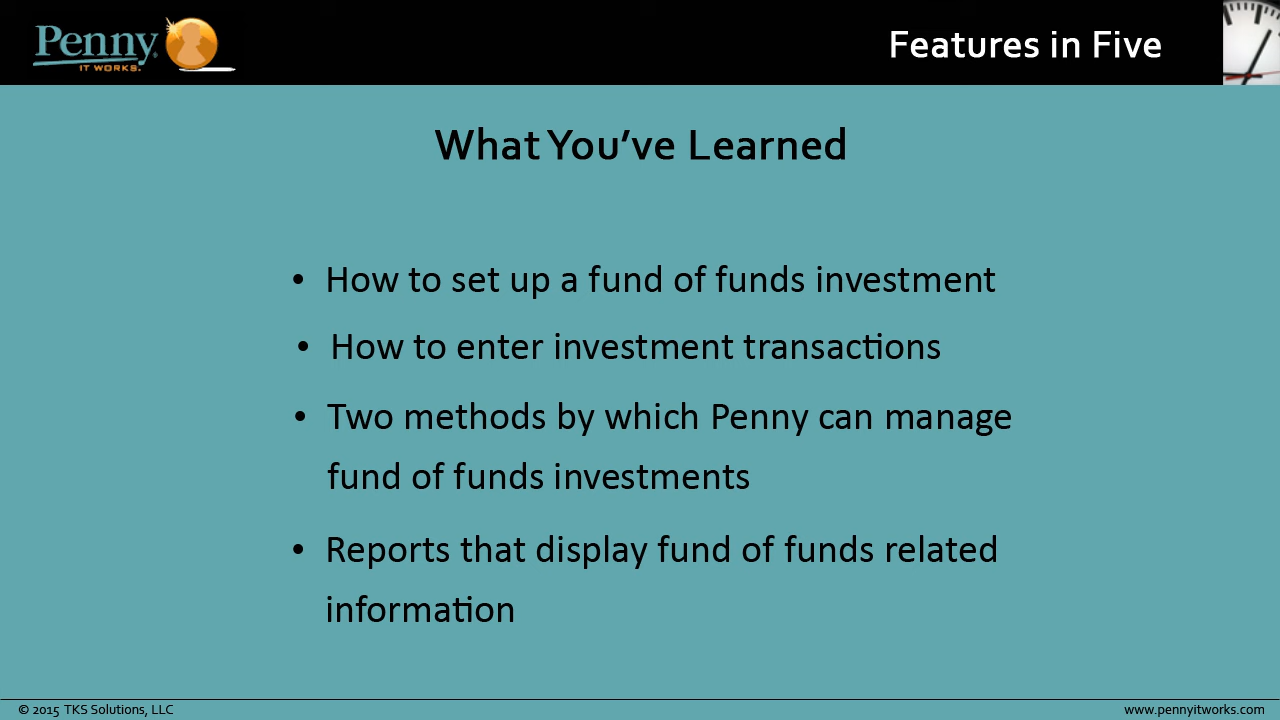 Penny
IT WORKS.
Features in Five
What You’ve Learned
• How to set up a fund of funds investment
• How to enter investment transactions
• Two methods by which Penny can manage
fund of funds investments
• Reports that display fund of funds related
information
© 2015 TKS Solutions, LLC
www.pennyitworks.com